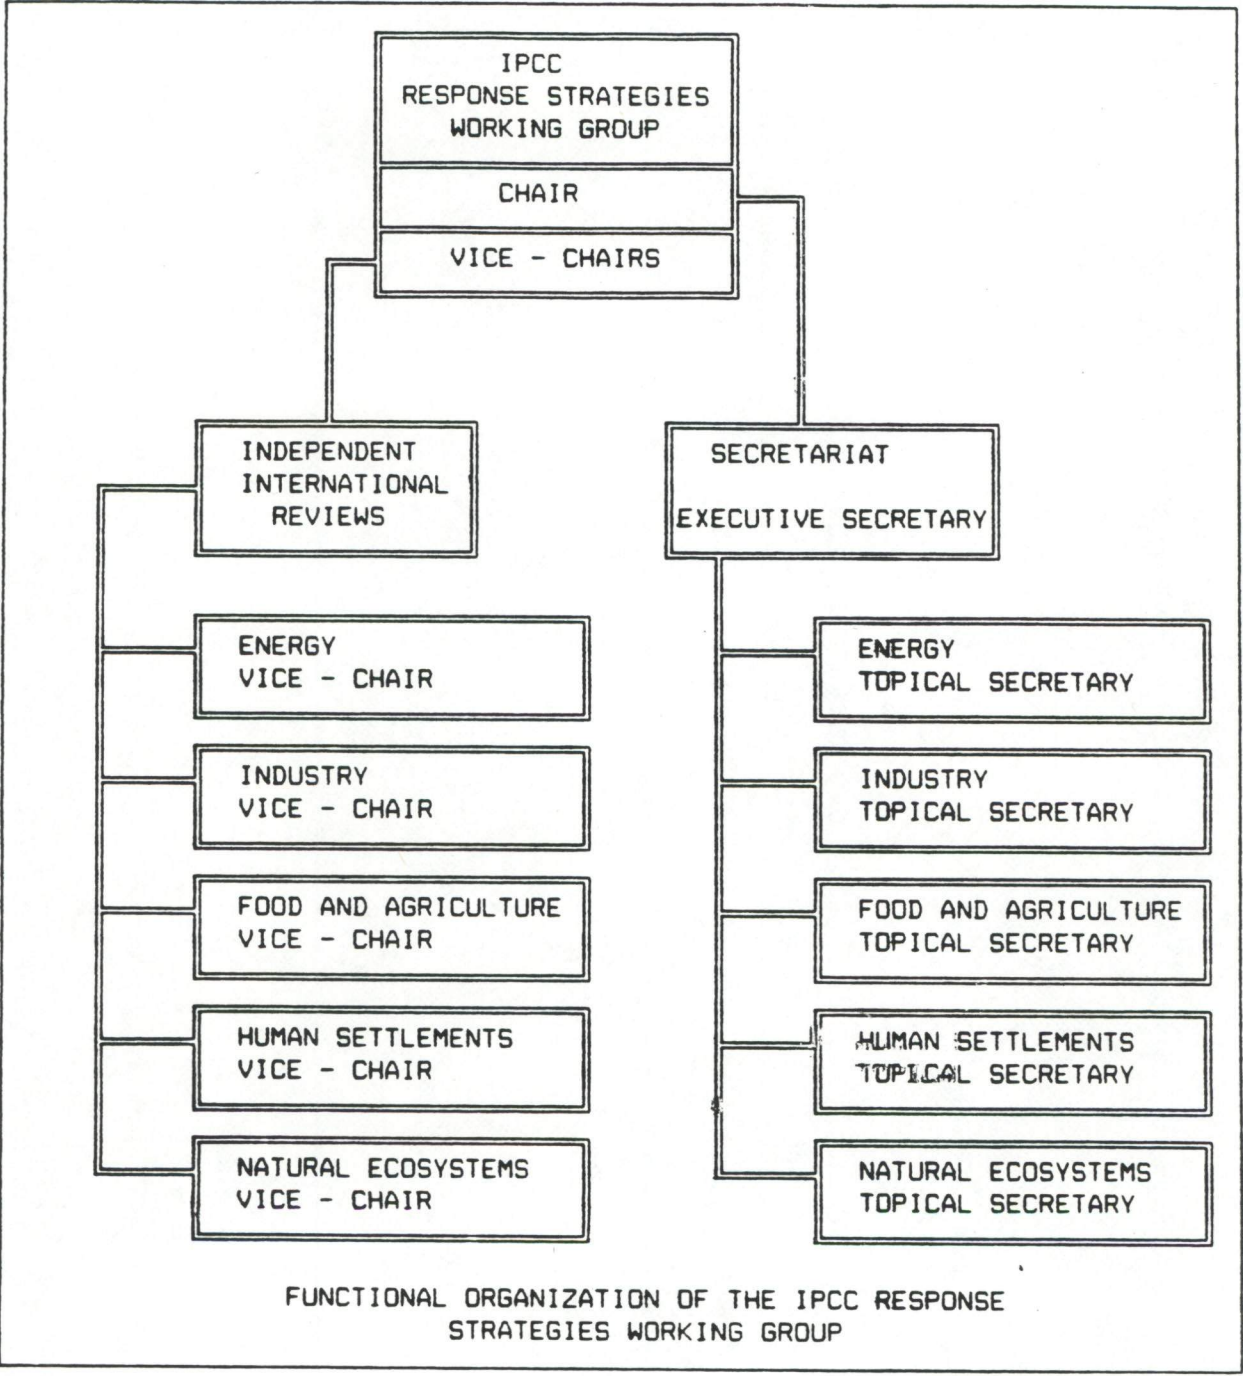 IPCC
RESPONSE STRATEGIES
WORKING GROUP
CHAIR
VICE - CHAIRS
INDEPENDENT
INTERNATIONAL
REVIEWS
SECRETARIAT
EXECUTIVE SECRETARY
ENERGY
VICE - CHAIR
INDUSTRY
VICE - CHAIR
FOOD AND AGRICULTURE
VICE - CHAIR
HUMAN SETTLEMENTS
VICE - CHAIR
NATURAL ECOSYSTEMS
VICE - CHAIR
ENERGY
TOPICAL SECRETARY
INDUSTRY
TOPICAL SECRETARY
FOOD AND AGRICULTURE
TOPICAL SECRETARY
HUMAN SETTLEMENTS
TOPICAL SECRETARY
NATURAL ECOSYSTEMS
TOPICAL SECRETARY
FUNCTIONAL ORGANIZATION OF THE IPCC RESPONSE
STRATEGIES WORKING GROUP